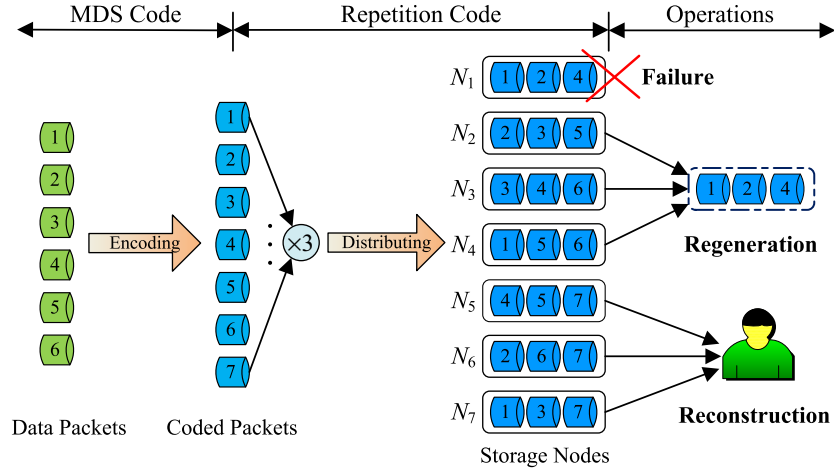 MDS Code
Repetition Code
Operations
N1 1 2 4 Failure
N2 2 3 5
N3 3 4 6
N4 1 5 6
N5 4 5 7
N6 2 6 7
N7 1 3 7
1
2
3
4
5
6
Encoding
1
2
3
4
5
6
7
×3
Distributing
1 2 4
Regeneration
Reconstruction
Data Packets
Coded Packets
Storage Nodes